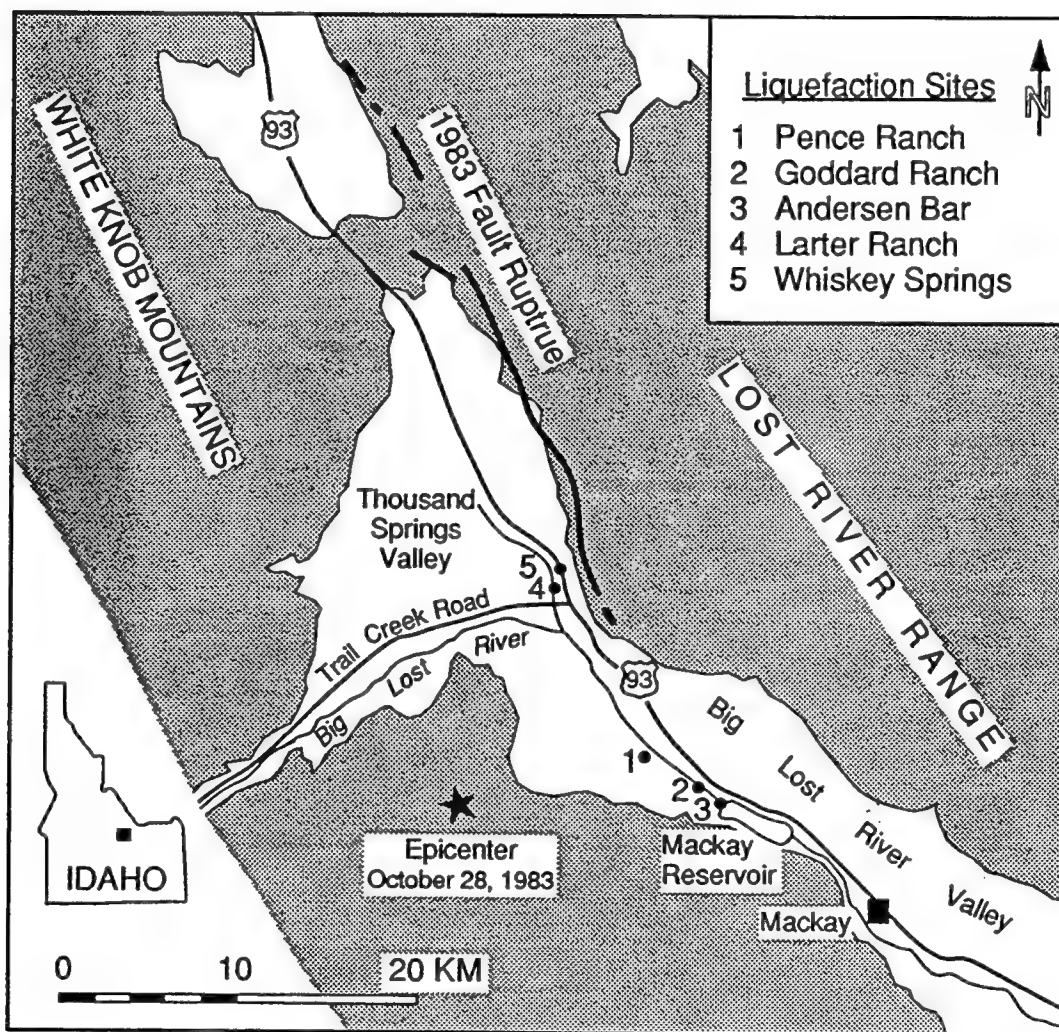 Liquefaction Sites
1 Pence Ranch
2 Goddard Ranch
3 Andersen Bar
4 Larter Ranch
5 Whiskey Springs
N
WHITE KNOB MOUNTAINS
93
1983 Fault Ruptrue
LOST RIVER RANGE
Thousand
Springs
Valley
5
4
Trail Creek Road
Big Lost River
93
Big Lost River Valley
1
2
3
Epicenter
October 28, 1983
Mackay
Reservoir
Mackay
IDAHO
0 10 20 KM